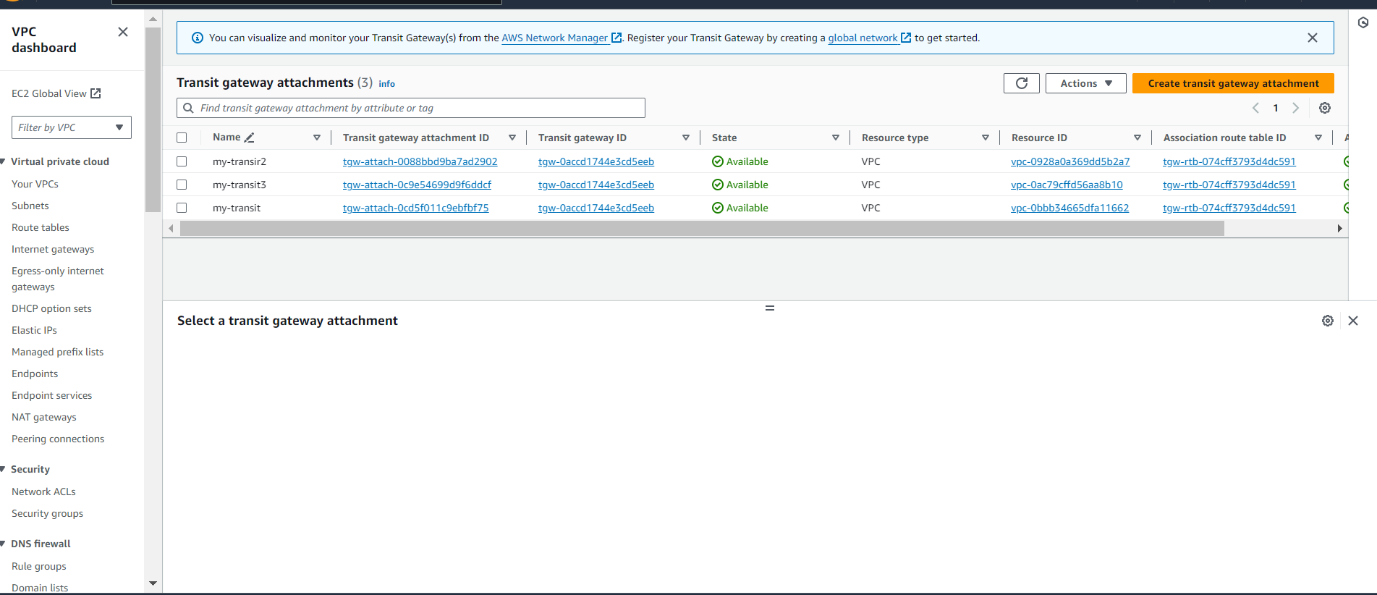 VPC
dashboard
EC2 Global View
Filter by VPC
Virtual private cloud
Your VPCs
Subnets
Route tables
Internet gateways
Egress-only internet
gateways
DHCP option sets
Elastic IPs
Managed prefix lists
Endpoints
Endpoint services
NAT gateways
Peering connections
Security
Network ACLs
Security groups
DNS firewall
Rule groups
Domain lists
You can visualize and monitor your Transit Gateway(s) from the AWS Network Manager. Register your Transit Gateway by creating a global network to get started.
Transit gateway attachments (3) Info
Actions
Create transit gateway attachment
Find transit gateway attachment by attribute or tag
1
Name Transit gateway attachment ID Transit gateway ID State Resource type Resource ID Association route table ID A
my-transir2 tgw-attach-0088bbd9ba7ad2902 tgw-0accd1744e3cd5eeb Available VPC vpc-0928a0a369dd5b2a7 tgw-rtb-074cff3793d4dc591
my-transit3 tgw-attach-0c9e54699d9f6ddcf tgw-0accd1744e3cd5eeb Available VPC vpc-0ac79cffd56aa8b10 tgw-rtb-074cff3793d4dc591
my-transit tgw-attach-0cd5f011c9ebfbf75 tgw-0accd1744e3cd5eeb Available VPC vpc-0bbb34665dfa11662 tgw-rtb-074cff3793d4dc591
Select a transit gateway attachment